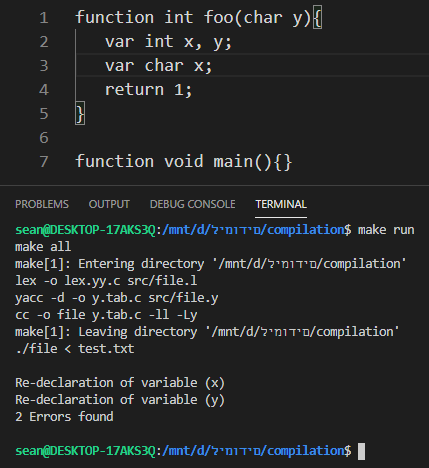 1 function int foo(char y){
2 var int x, y;
3 var char x;
4 return 1;
5 }
6
7 function void main(){}
PROBLEMS OUTPUT DEBUG CONSOLE TERMINAL
sean@DESKTOP-17AKS3Q:/mnt/d/לימודים/compilation$ make run
make all
make[1]: Entering directory '/mnt/d/לימודים/compilation'
lex -o lex.yy.c src/file.l
yacc -d -o y.tab.c src/file.y
cc -o file y.tab.c -ll -Ly
make[1]: Leaving directory '/mnt/d/לימודים/compilation'
./file < test.txt
Re-declaration of variable (x)
Re-declaration of variable (y)
2 Errors found
sean@DESKTOP-17AKS3Q:/mnt/d/לימודים/compilation$